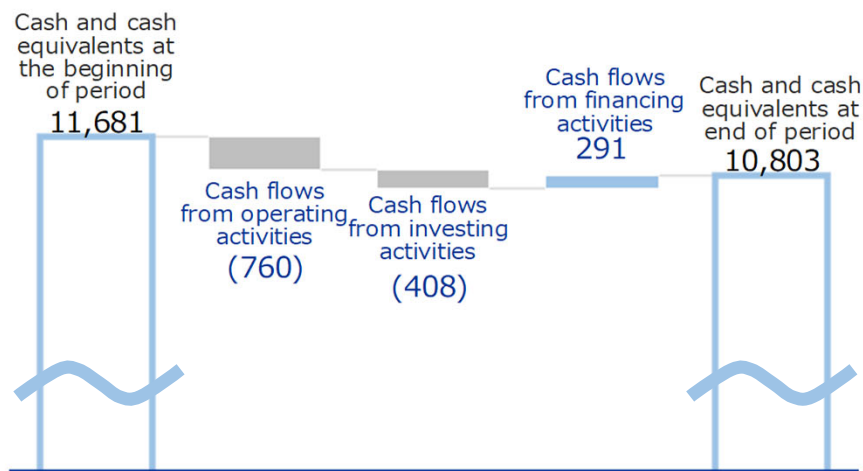 Cash and cash
equivalents at
the beginning
of period
11,681
Cash flows
from operating
activities
(760)
Cash flows
from investing
activities
(408)
Cash flows
from financing
activities
291
Cash and cash
equivalents at
end of period
10,803